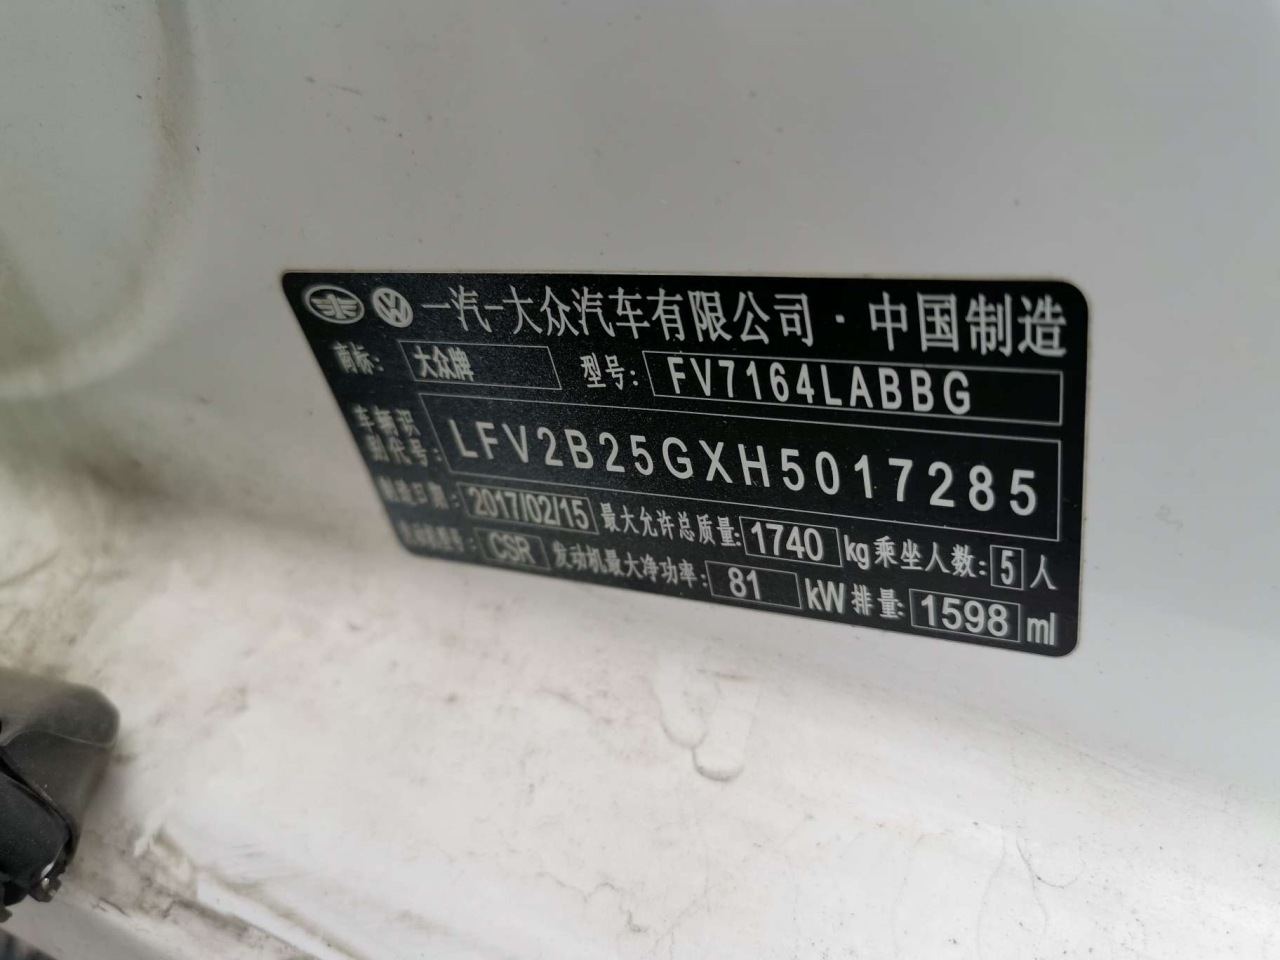 一汽-大众汽车有限公司·中国制造
商标: 大众牌 型号: FV7164LABBG
车辆识别代号: LFV2B25GXH5017285
制造日期: 2017/02/15 最大允许总质量: 1740 kg 乘坐人数: 5 人
发动机型号: CSR 发动机最大净功率: 81 kW 排量: 1598 ml